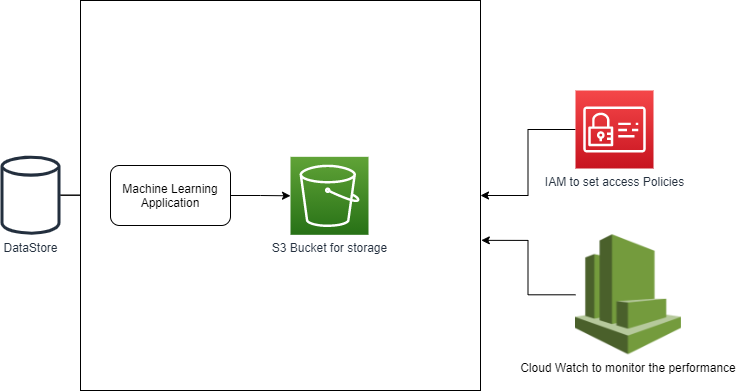 DataStore
Machine Learning
Application
S3 Bucket for storage
IAM to set access Policies
Cloud Watch to monitor the performance